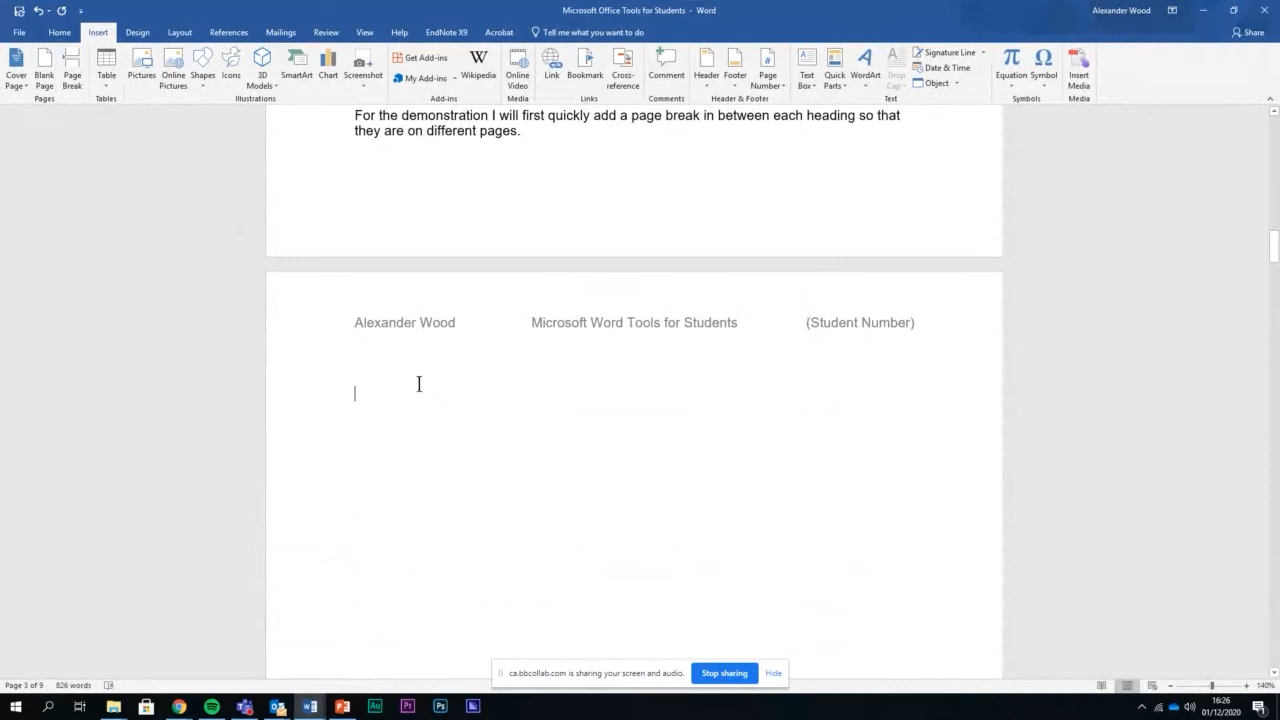 Microsoft Office Tools for Students - Word
Alexander Wood
File Home Insert Design Layout References Mailings Review View Help EndNote X9 Acrobat Tell me what you want to do Share
Cover Page Blank Page Page Break Table Pictures Online Pictures Shapes Icons 3D Models SmartArt Chart Screenshot Get Add-ins My Add-ins Wikipedia Online Video Link Bookmark Cross-reference Comment Header Footer Page Number Text Box Quick Parts WordArt Drop Cap Signature Line Date & Time Object Equation Symbol Insert Media
Pages Tables Illustrations Add-ins Media Links Comments Header & Footer Text Symbols Media
For the demonstration I will first quickly add a page break in between each heading so that
they are on different pages.
Alexander Wood Microsoft Word Tools for Students (Student Number)
ca.bbcollab.com is sharing your screen and audio. Stop sharing Hide
Page 3 of 9 826 words 140%
Au Pr Ps
16:26
01/12/2020